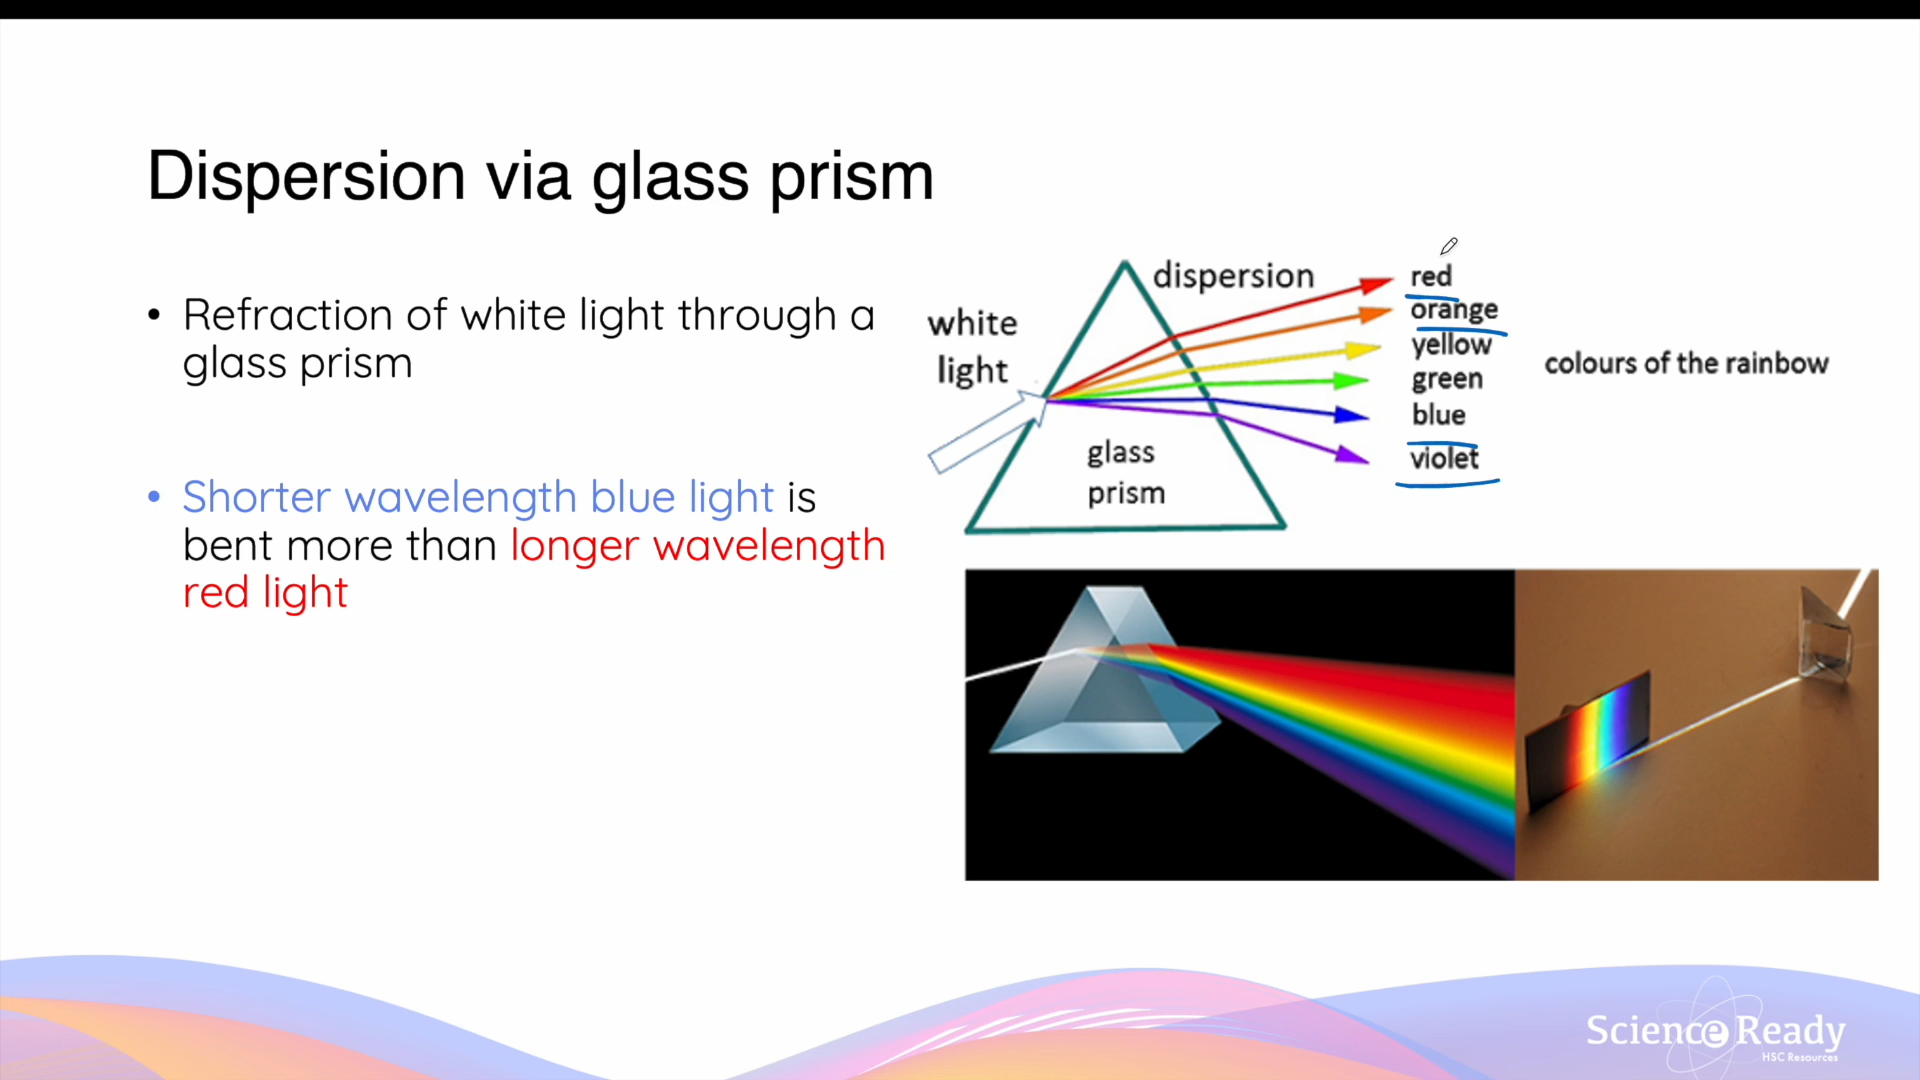 Dispersion via glass prism
• Refraction of white light through a
glass prism
• Shorter wavelength blue light is
bent more than longer wavelength
red light
white
light
dispersion
glass
prism
red
orange
yellow
green
blue
violet
colours of the rainbow
Science Ready
HSC Resources